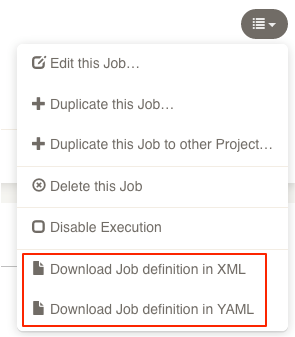 Edit this Job…
Duplicate this Job…
Duplicate this Job to other Project…
Delete this Job
Disable Execution
Download Job definition in XML
Download Job definition in YAML